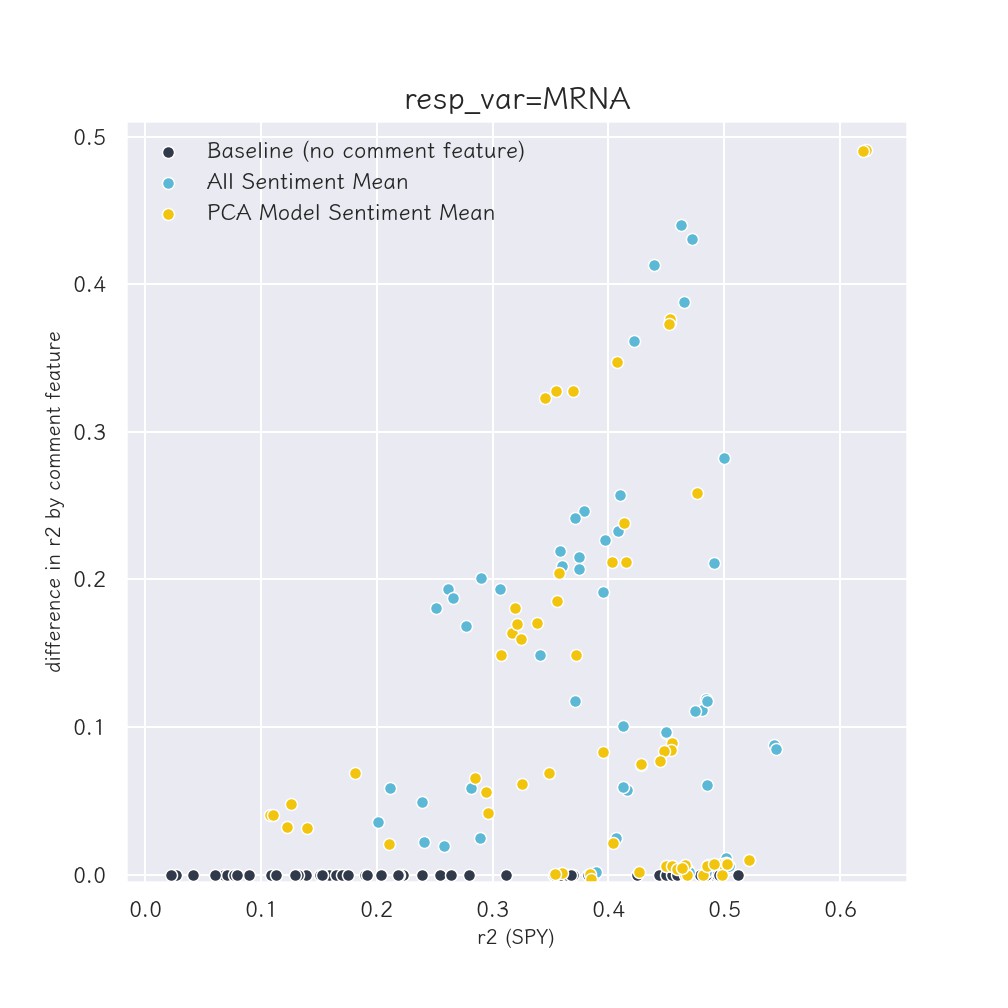 resp_var=MRNA
Baseline (no comment feature)
All Sentiment Mean
PCA Model Sentiment Mean
difference in r2 by comment feature
0.5
0.4
0.3
0.2
0.1
0.0
0.0 0.1 0.2 0.3 0.4 0.5 0.6
r2 (SPY)